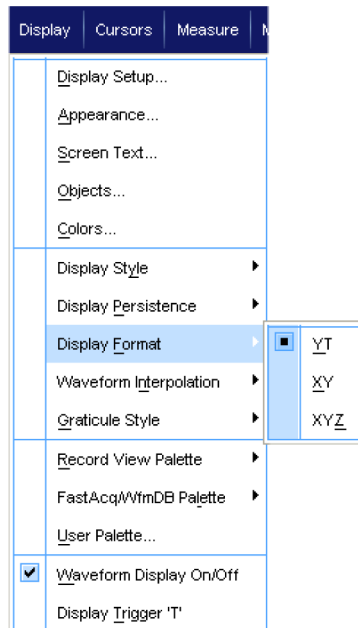 Display Cursors Measure
Display Setup...
Appearance...
Screen Text...
Objects...
Colors...
Display Style
Display Persistence
Display Format
YT
Waveform Interpolation
XY
Graticule Style
XYZ
Record View Palette
FastAcq/WfmDB Palette
User Palette...
Waveform Display On/Off
Display Trigger 'T'